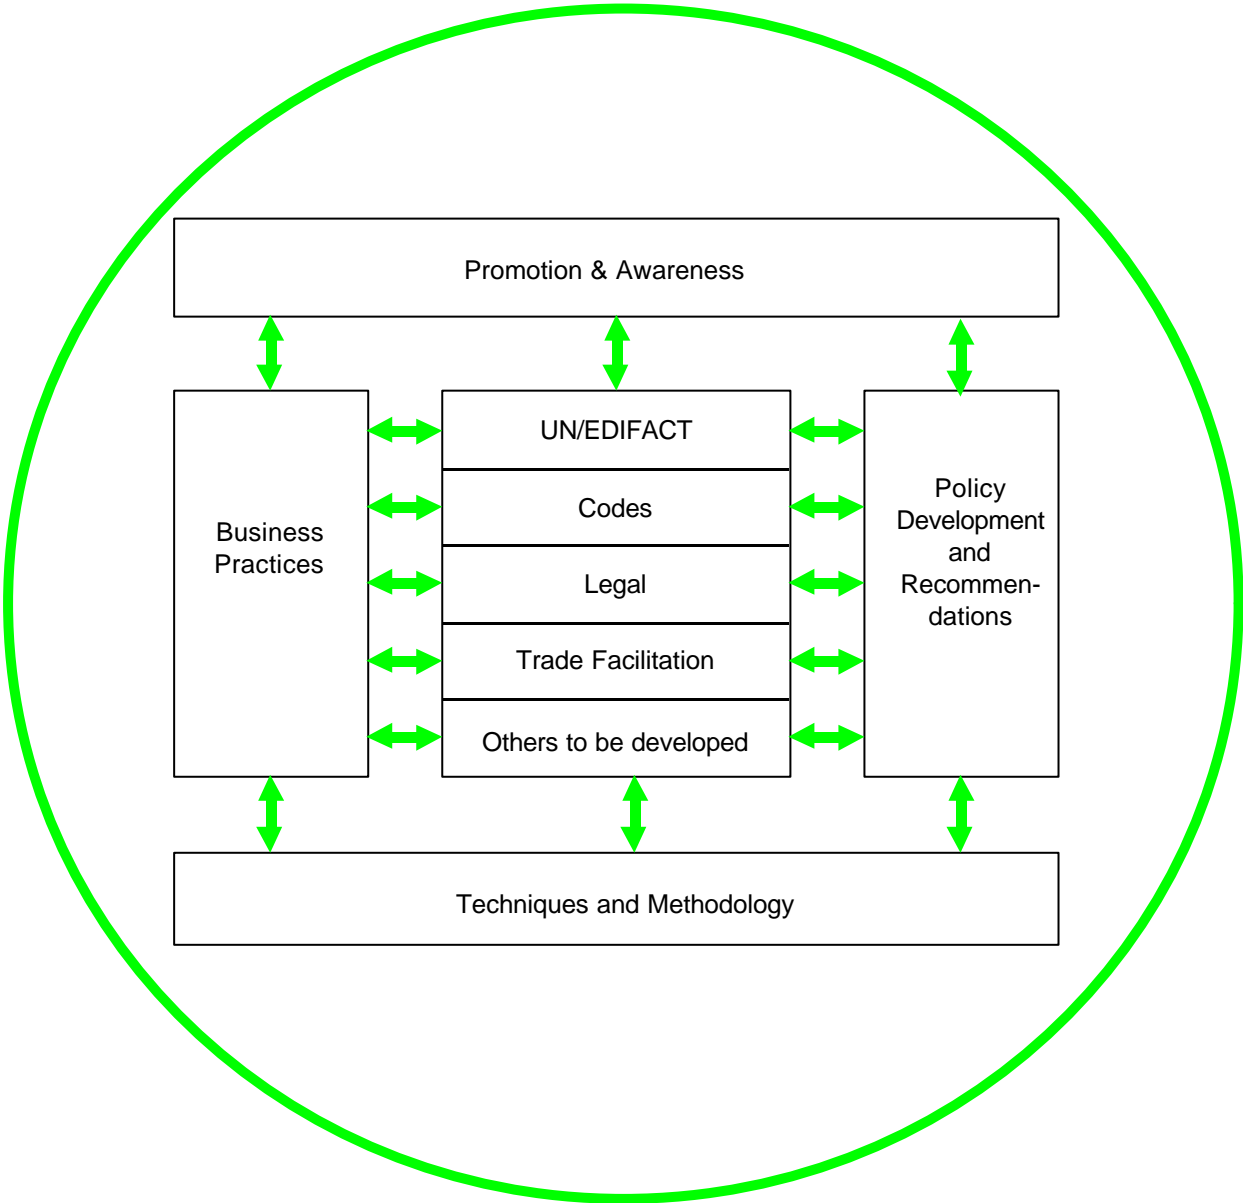 Promotion & Awareness
Business
Practices
UN/EDIFACT
Codes
Legal
Trade Facilitation
Others to be developed
Policy
Development
and
Recommen-
dations
Techniques and Methodology